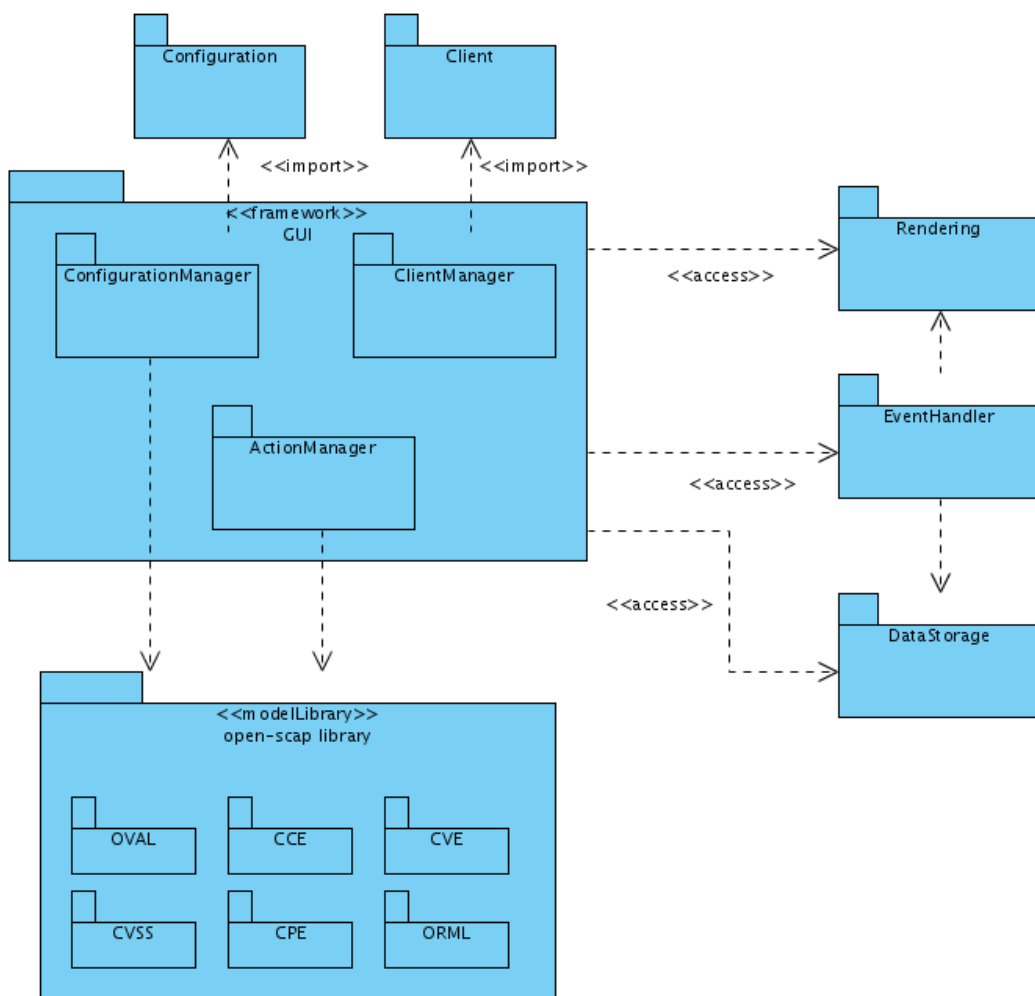 Configuration
Client
<<import>>
<<import>>
<<framework>>
GUI
Rendering
ConfigurationManager
ClientManager
<<access>>
EventHandler
ActionManager
<<access>>
<<access>>
DataStorage
<<modelLibrary>>
open-scap library
OVAL
CCE
CVE
CVSS
CPE
ORML